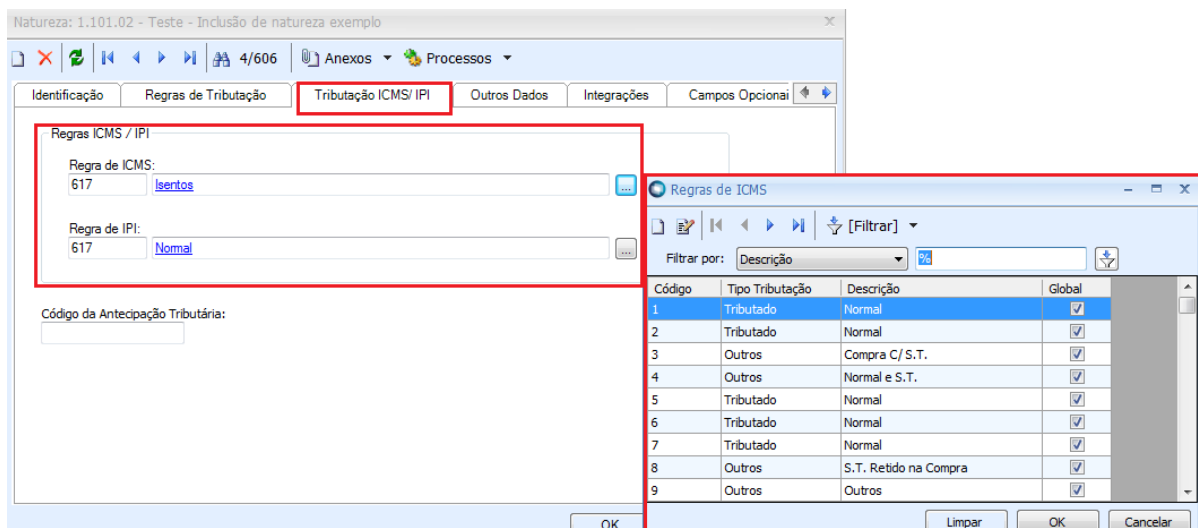 Natureza: 1.101.02 - Teste - Inclusão de natureza exemplo
4/606 Anexos Processos
Identificação Regras de Tributação Tributação ICMS/ IPI Outros Dados Integrações Campos Opcionai
Regras ICMS / IPI
Regra de ICMS:
617 Isentos ...
Regra de IPI:
617 Normal ...
Código da Antecipação Tributária:
OK
Regras de ICMS
[Filtrar]
Filtrar por: Descrição %
Código Tipo Tributação Descrição Global
1 Tributado Normal
2 Tributado Normal
3 Outros Compra C/ S.T.
4 Outros Normal e S.T.
5 Tributado Normal
6 Tributado Normal
7 Tributado Normal
8 Outros S.T. Retido na Compra
9 Outros Outros
Limpar OK Cancelar